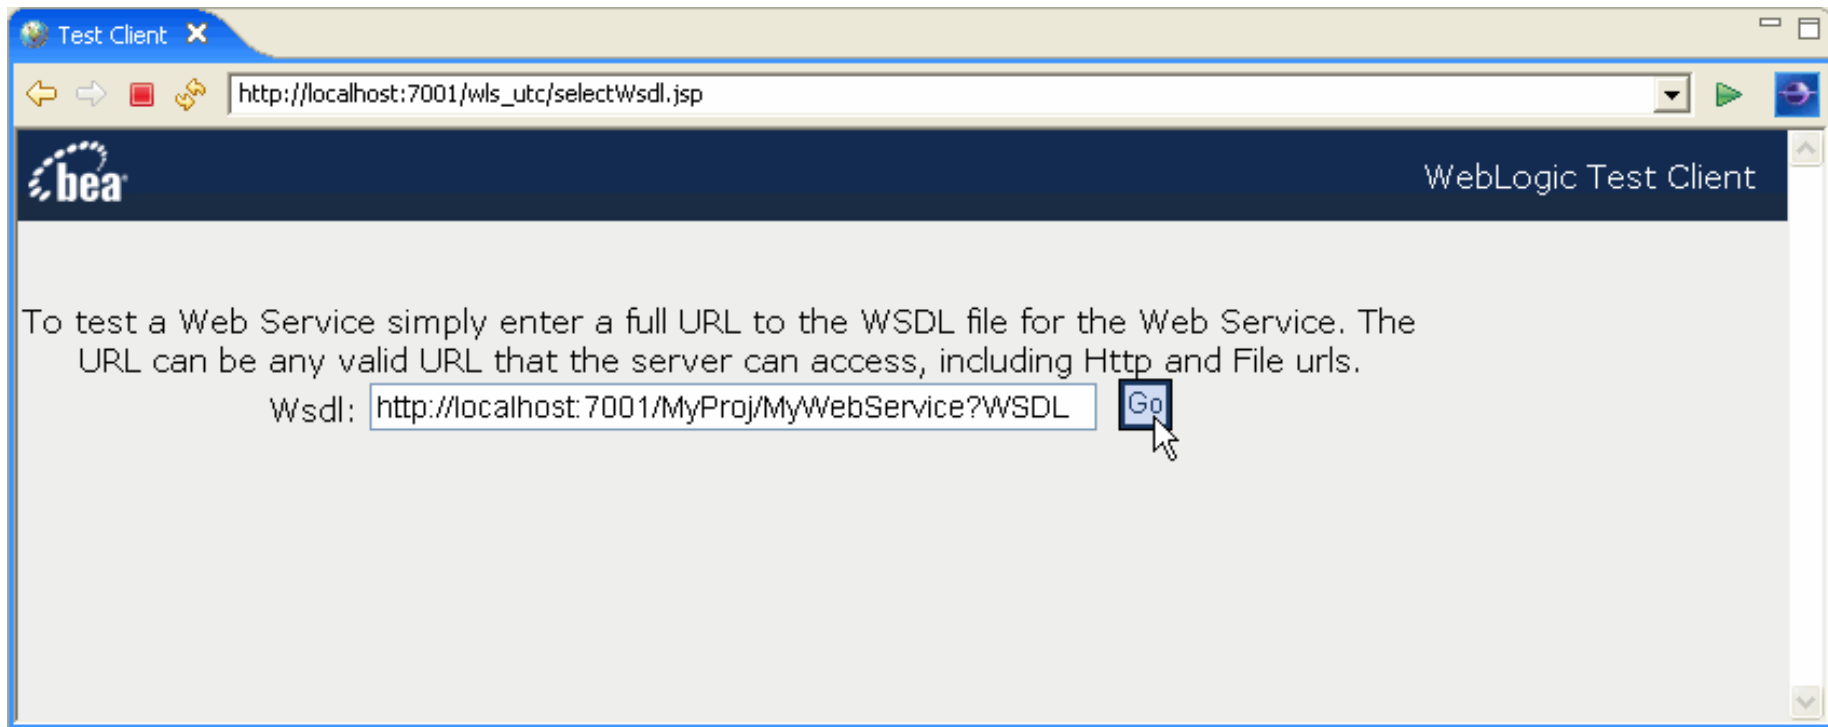 Test Client
http://localhost:7001/wls_utc/selectWsdl.jsp
bea
WebLogic Test Client
To test a Web Service simply enter a full URL to the WSDL file for the Web Service. The
URL can be any valid URL that the server can access, including Http and File urls.
Wsdl: http://localhost:7001/MyProj/MyWebService?WSDL Go